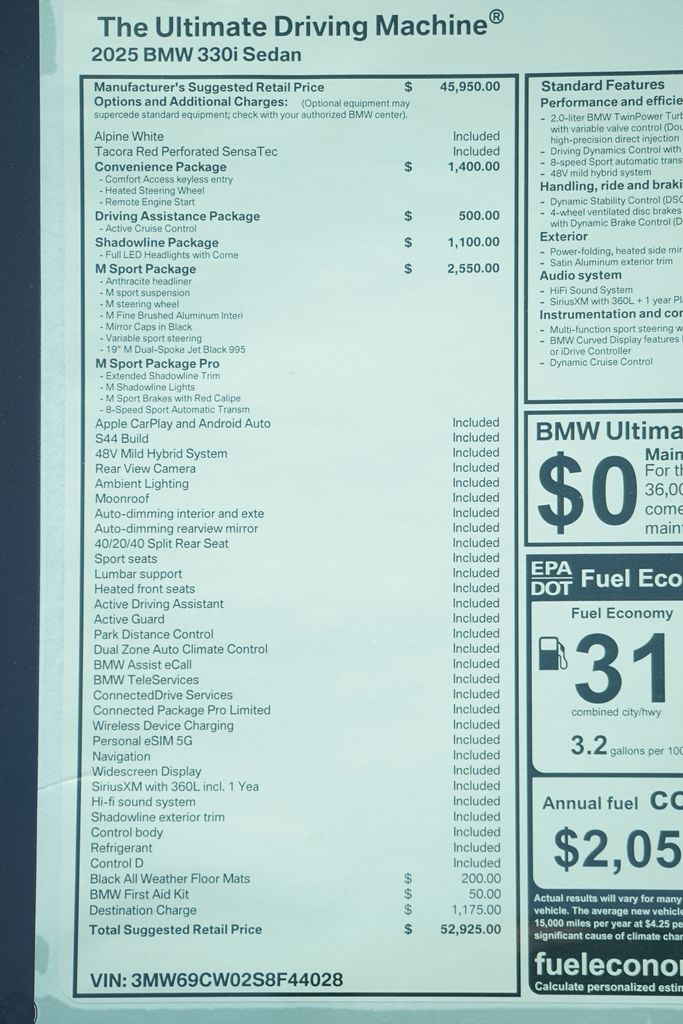 The Ultimate Driving Machine®
2025 BMW 330i Sedan
Manufacturer's Suggested Retail Price $ 45,950.00
Options and Additional Charges: (Optional equipment may
supercede standard equipment; check with your authorized BMW center).
Alpine White Included
Tacora Red Perforated SensaTec Included
Convenience Package $ 1,400.00
- Comfort Access keyless entry
- Heated Steering Wheel
- Remote Engine Start
Driving Assistance Package $ 500.00
- Active Cruise Control
Shadowline Package $ 1,100.00
- Full LED Headlights with Corne
M Sport Package $ 2,550.00
- Anthracite headliner
- M sport suspension
- M steering wheel
- M Fine Brushed Aluminum Interi
- Mirror Caps in Black
- Variable sport steering
- 19" M Dual-Spoke Jet Black 995
M Sport Package Pro
- Extended Shadowline Trim
- M Shadowline Lights
- M Sport Brakes with Red Calipe
- 8-Speed Sport Automatic Transm
Apple CarPlay and Android Auto Included
S44 Build Included
48V Mild Hybrid System Included
Rear View Camera Included
Ambient Lighting Included
Moonroof Included
Auto-dimming interior and exte Included
Auto-dimming rearview mirror Included
40/20/40 Split Rear Seat Included
Sport seats Included
Lumbar support Included
Heated front seats Included
Active Driving Assistant Included
Active Guard Included
Park Distance Control Included
Dual Zone Auto Climate Control Included
BMW Assist eCall Included
BMW TeleServices Included
ConnectedDrive Services Included
Connected Package Pro Limited Included
Wireless Device Charging Included
Personal eSIM 5G Included
Navigation Included
Widescreen Display Included
SiriusXM with 360L incl. 1 Yea Included
Hi-fi sound system Included
Shadowline exterior trim Included
Control body Included
Refrigerant Included
Control D Included
Black All Weather Floor Mats $ 200.00
BMW First Aid Kit $ 50.00
Destination Charge $ 1,175.00
Total Suggested Retail Price $ 52,925.00
VIN: 3MW69CW02S8F44028
Standard Features
Performance and efficie
- 2.0-liter BMW TwinPower Turb
with variable valve control (Dou
high-precision direct injection
- Driving Dynamics Control with
- 8-speed Sport automatic trans
- 48V mild hybrid system
Handling, ride and braki
- Dynamic Stability Control (DSC
- 4-wheel ventilated disc brakes
with Dynamic Brake Control (D
Exterior
- Power-folding, heated side mir
- Satin Aluminum exterior trim
Audio system
- HiFi Sound System
- SiriusXM with 360L + 1 year Pl
Instrumentation and con
- Multi-function sport steering w
- BMW Curved Display features
or iDrive Controller
- Dynamic Cruise Control
BMW Ultima
$0
Main
For th
36,00
come
main
EPA
DOT Fuel Eco
Fuel Economy
31
combined city/hwy
3.2 gallons per 100
Annual fuel co
$2,05
Actual results will vary for many
vehicle. The average new vehicle
15,000 miles per year at $4.25 pe
significant cause of climate chan
fueleconor
Calculate personalized estin